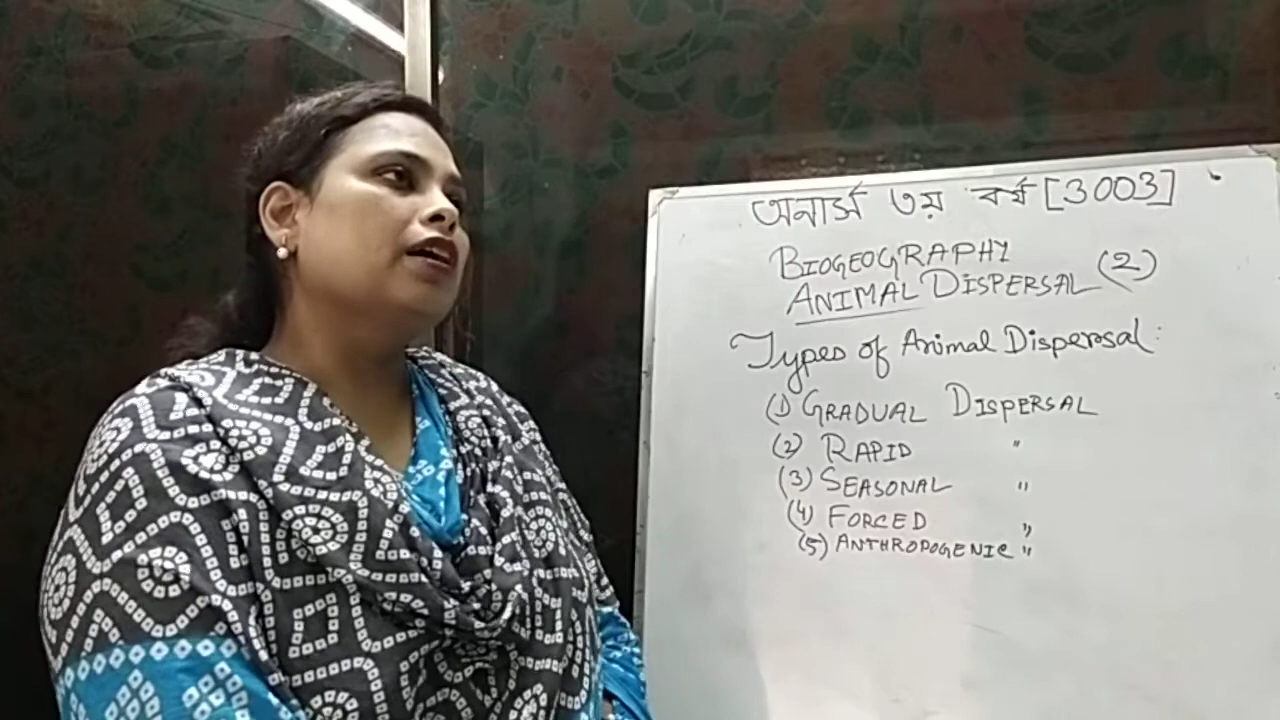 অনার্স ৩য় বর্ষ [3003]
BIOGEOGRAPHY
ANIMAL DISPERSAL (2)
Types of Animal Dispersal:
(1) GRADUAL DISPERSAL
(2) RAPID "
(3) SEASONAL "
(4) FORCED "
(5) ANTHROPOGENIC "